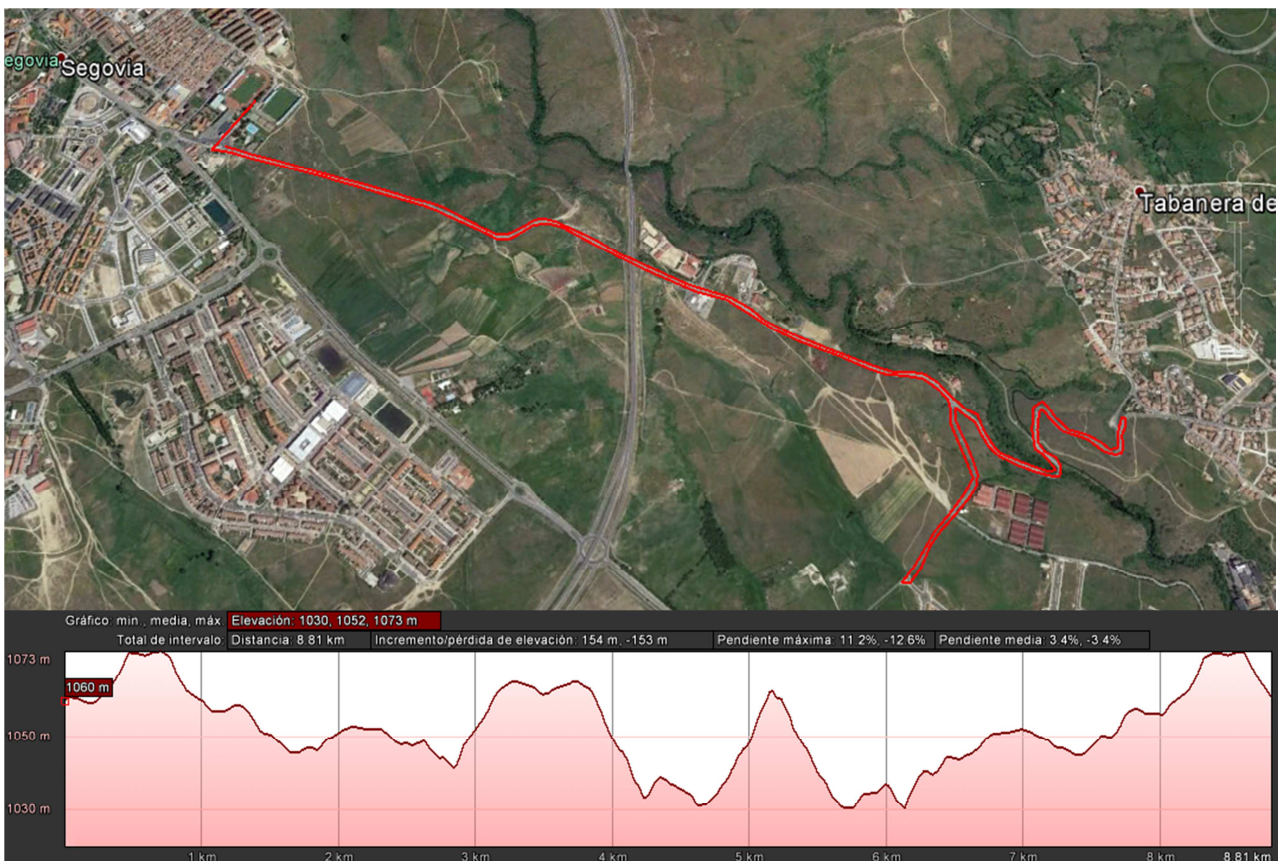 egovia
Segovia
Tabanera de
Gráfico: min., media, máx. Elevación: 1030, 1052, 1073 m
Total de intervalo: Distancia: 8.81 km Incremento/pérdida de elevación: 154 m, -153 m Pendiente máxima: 11.2%, -12.6% Pendiente media: 3.4%, -3.4%
1073 m
1060 m
1050 m
1030 m
1 km 2 km 3 km 4 km 5 km 6 km 7 km 8 km 8.81 km